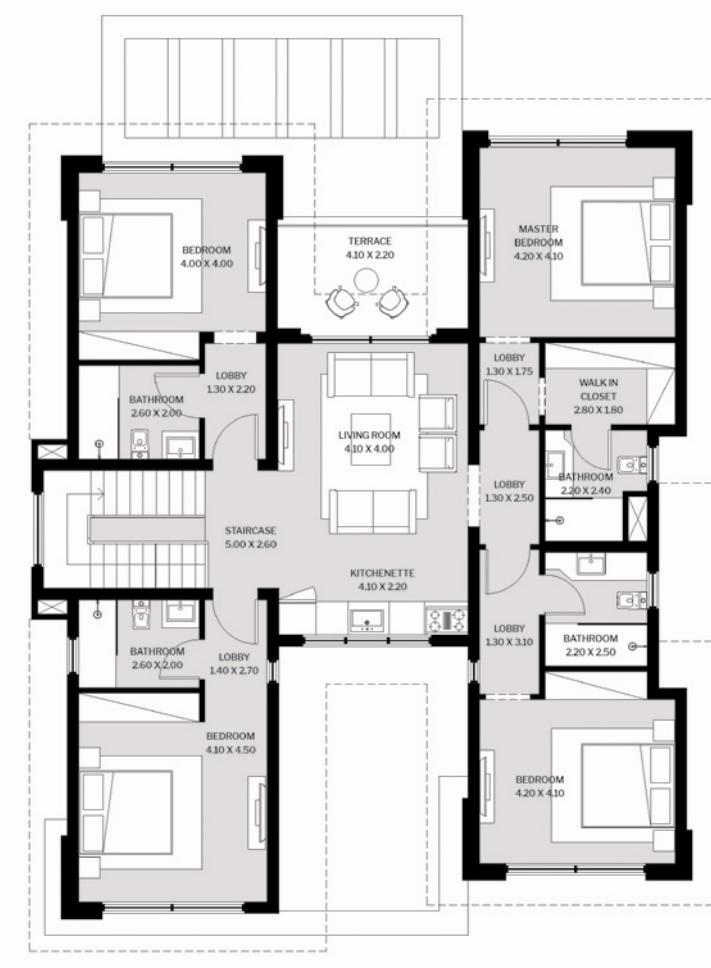 TERRACE
4.10 X 2.20
MASTER
BEDROOM
4.20 X 4.10
BEDROOM
4.00 X 4.00
LOBBY
1.30 X 1.75
LOBBY
1.30 X 2.20
WALK IN
CLOSET
2.80 X 1.80
BATHROOM
2.60 X 2.00
LIVING ROOM
4.10 X 4.00
BATHROOM
2.20 X 2.40
LOBBY
1.30 X 2.50
STAIRCASE
5.00 X 2.60
KITCHENETTE
4.10 X 2.20
LOBBY
1.30 X 3.10
BATHROOM
2.20 X 2.50
BATHROOM
2.60 X 2.00
LOBBY
1.40 X 2.70
BEDROOM
4.10 X 4.50
BEDROOM
4.20 X 4.10